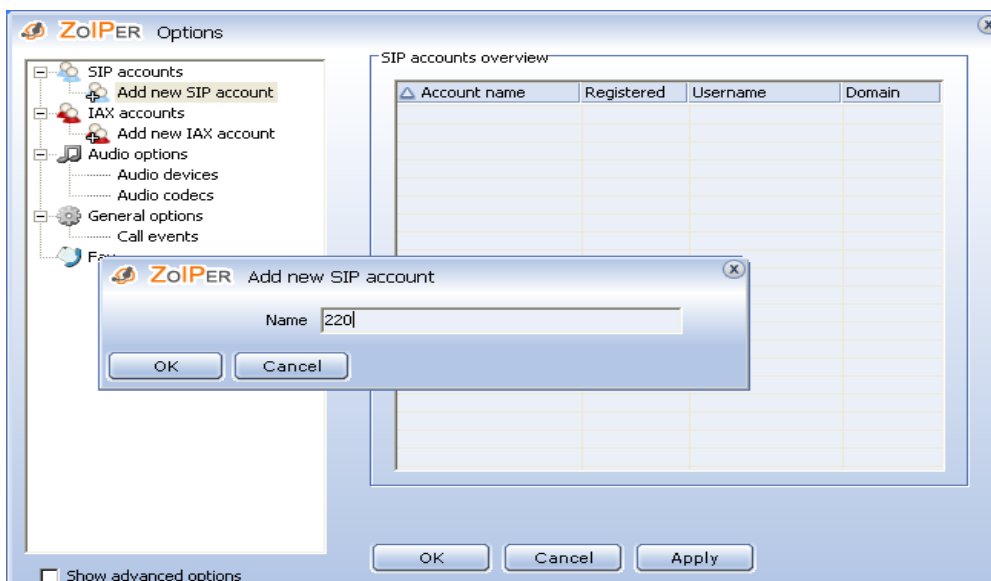 ZOIPER Options
SIP accounts
Add new SIP account
IAX accounts
Add new IAX account
Audio options
Audio devices
Audio codecs
General options
Call events
SIP accounts overview
Account name Registered Username Domain
ZOIPER Add new SIP account
Name 220
OK Cancel
OK Cancel Apply
Show advanced options